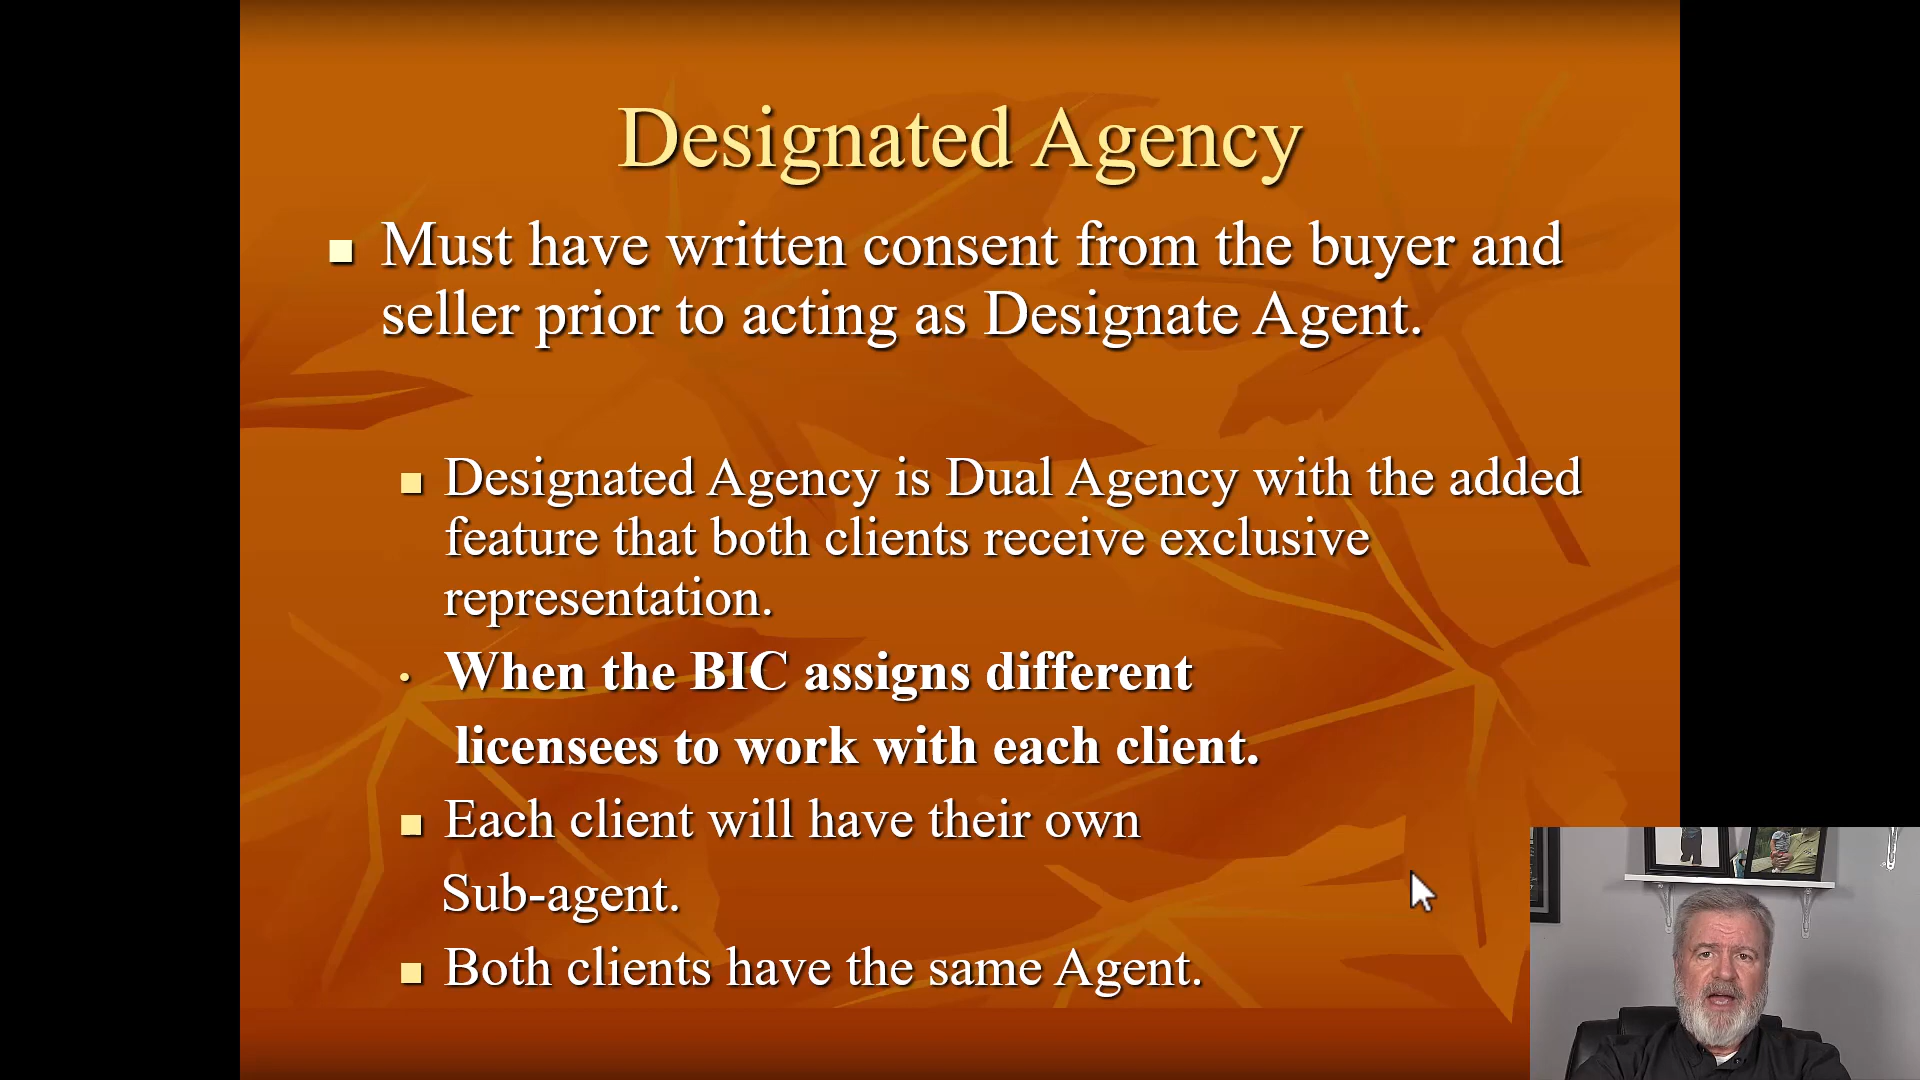 Designated Agency
Must have written consent from the buyer and
seller prior to acting as Designate Agent.
Designated Agency is Dual Agency with the added
feature that both clients receive exclusive
representation.
When the BIC assigns different
licensees to work with each client.
Each client will have their own
Sub-agent.
Both clients have the same Agent.